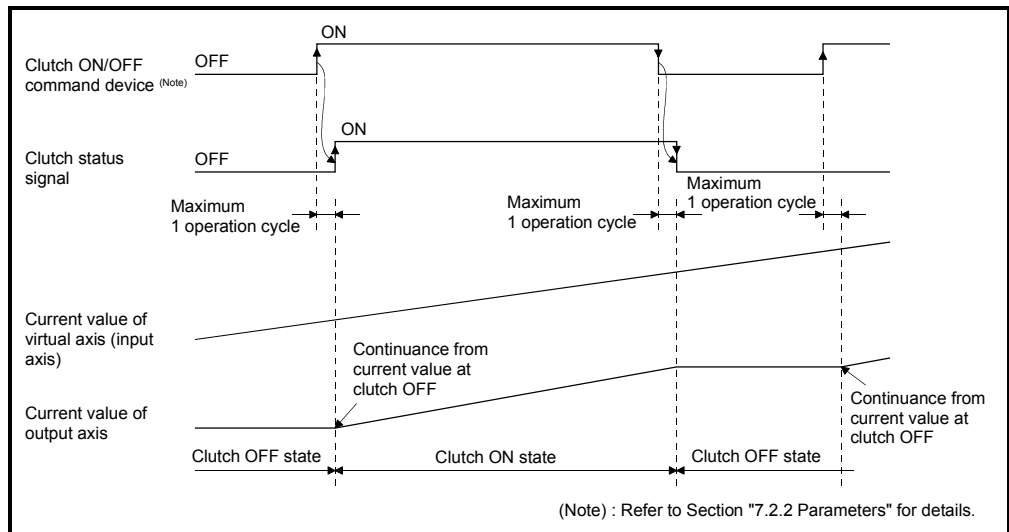 ON
Clutch ON/OFF
command device (Note)
OFF
ON
Clutch status
signal
OFF
Maximum
1 operation cycle
Maximum
1 operation cycle
Maximum
1 operation cycle
Current value of
virtual axis (input
axis)
Continuance from
current value at
clutch OFF
Current value of
output axis
Continuance from
current value at
clutch OFF
Clutch OFF state
Clutch ON state
Clutch OFF state
(Note) : Refer to Section "7.2.2 Parameters" for details.